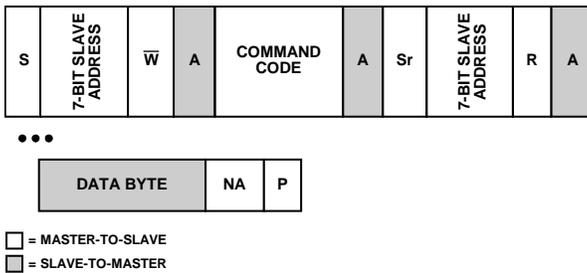 S 7-BIT SLAVE ADDRESS W̅ A COMMAND CODE A Sr 7-BIT SLAVE ADDRESS R A
•••
DATA BYTE NA P
= MASTER-TO-SLAVE
= SLAVE-TO-MASTER